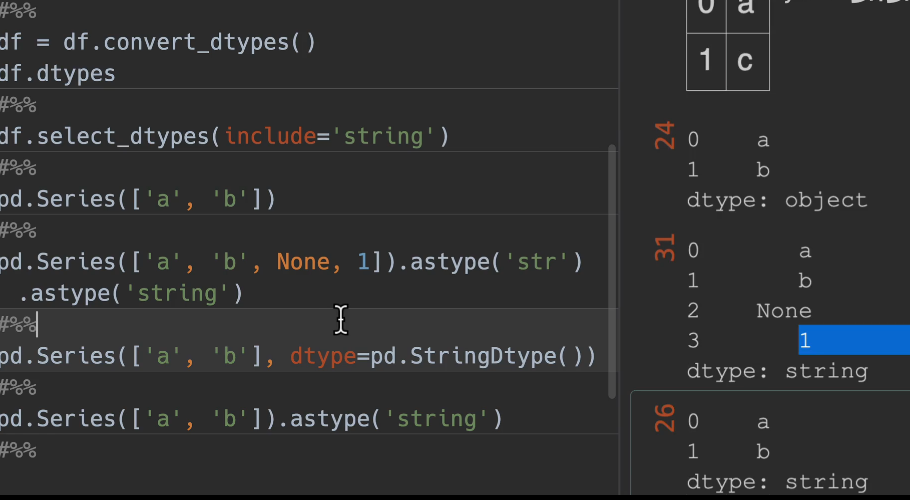 #%%
df = df.convert_dtypes()
df.dtypes
#%%
df.select_dtypes(include='string')
#%%
pd.Series(['a', 'b'])
#%%
pd.Series(['a', 'b', None, 1]).astype('str')
.astype('string')
#%%
pd.Series(['a', 'b'], dtype=pd.StringDtype())
#%%
pd.Series(['a', 'b']).astype('string')
#%%
0 a
1 c
24
0 a
1 b
dtype: object
31
0 a
1 b
2 None
3 1
dtype: string
26
0 a
1 b
dtype: string